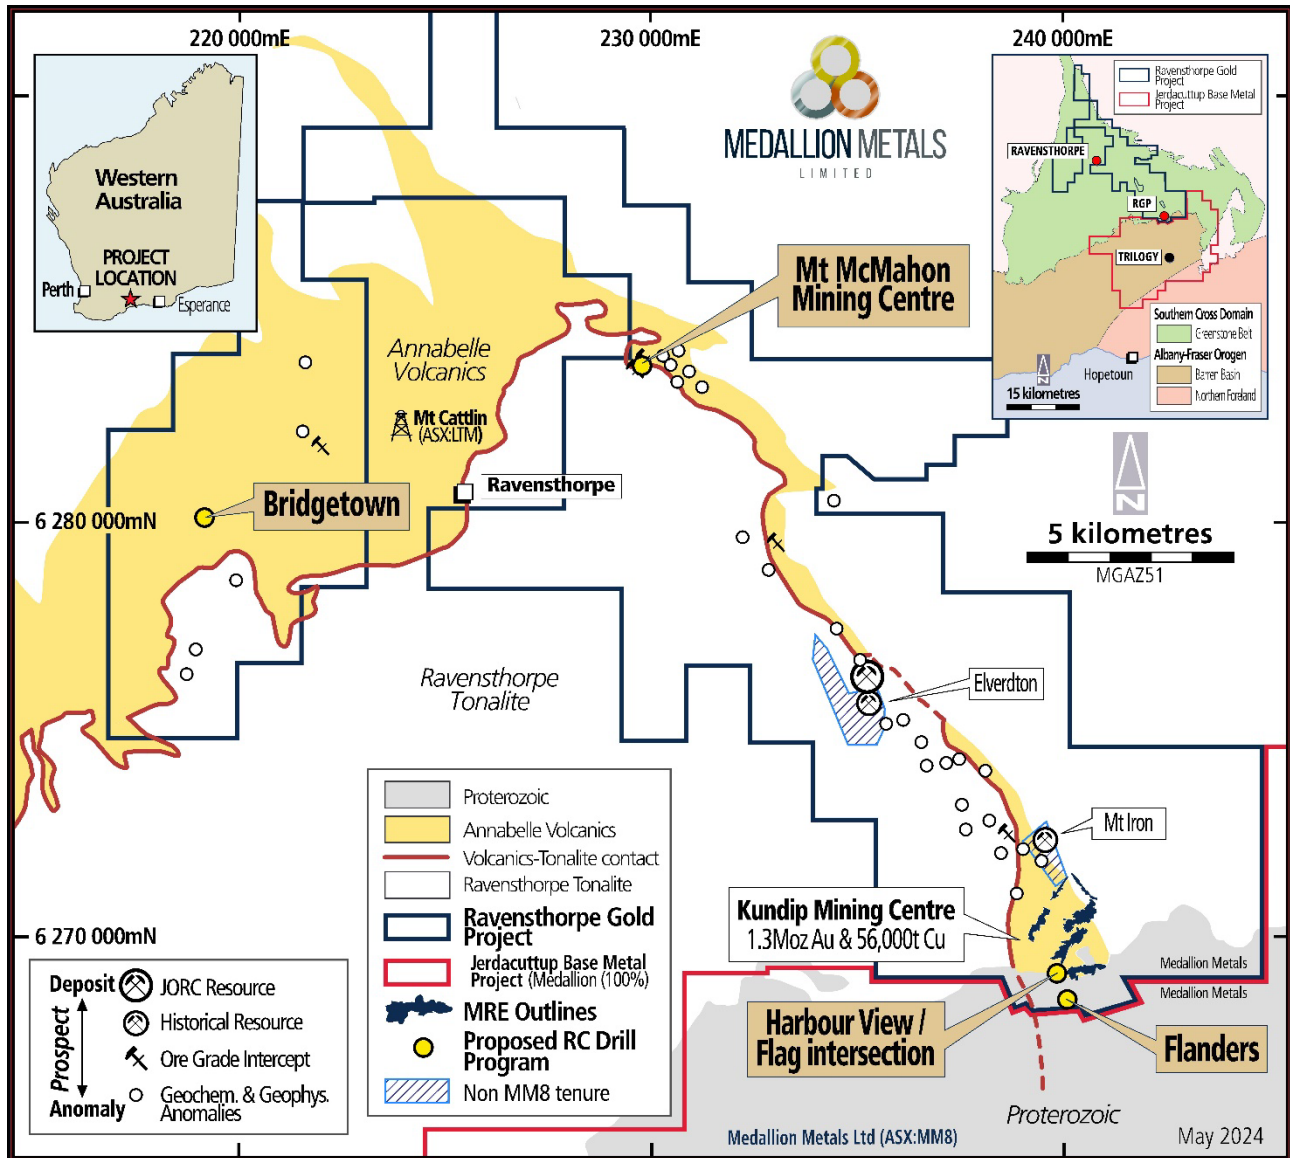 220 000mE
230 000mE
240 000mE
Western
Australia
PROJECT
LOCATION
Perth
Esperance
MEDALLION METALS
LIMITED
Ravensthorpe Gold
Project
Jerdacuttup Base Metal
Project
RAVENSTHORPE
RGP
TRILOGY
Southern Cross Domain
Greenstone Belt
Albany-Fraser Orogen
Barren Basin
Northern Foreland
N
15 kilometres
Hopetoun
Mt McMahon
Mining Centre
Annabelle
Volcanics
Mt Cattlin
(ASX:LTM)
Ravensthorpe
Bridgetown
6 280 000mN
N
5 kilometres
MGAZ51
Ravensthorpe
Tonalite
Elverdton
Mt Iron
Kundip Mining Centre
1.3Moz Au & 56,000t Cu
6 270 000mN
Medallion Metals
Medallion Metals
Harbour View /
Flag intersection
Flanders
Proterozoic
Proterozoic
Annabelle Volcanics
Volcanics-Tonalite contact
Ravensthorpe Tonalite
Ravensthorpe Gold
Project
Jerdacuttup Base Metal
Project (Medallion (100%)
MRE Outlines
Proposed RC Drill
Program
Non MM8 tenure
Deposit
Prospect
Anomaly
JORC Resource
Historical Resource
Ore Grade Intercept
Geochem. & Geophys.
Anomalies
Medallion Metals Ltd (ASX:MM8)
May 2024